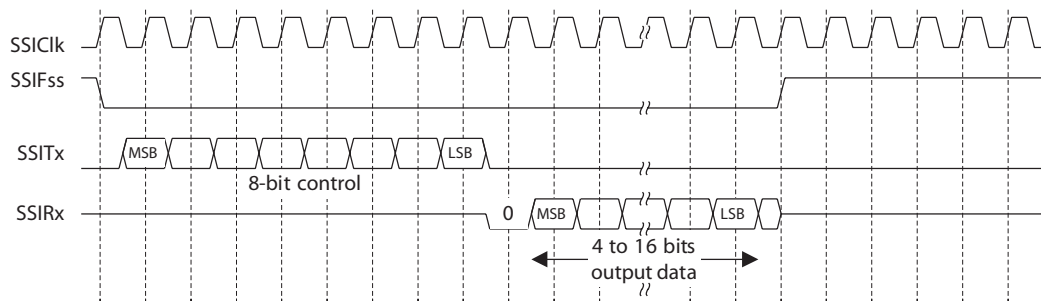 SSIClk
SSIFss
SSITx
MSB
LSB
8-bit control
SSIRx
0
MSB
LSB
4 to 16 bits
output data